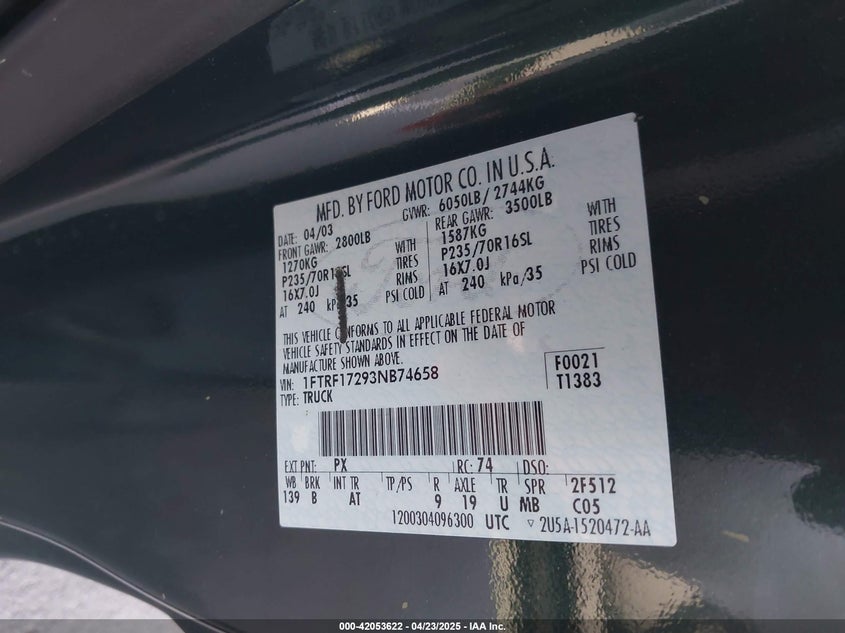 MFD. BY FORD MOTOR CO. IN U.S.A.
DATE: 04/03 GVWR: 6050LB/2744KG
FRONT GAWR: 2800LB REAR GAWR: 3500LB
1270KG WITH 1587KG WITH
P235/70R16SL TIRES P235/70R16SL TIRES
16X7.0J RIMS 16X7.0J RIMS
AT 240 kPa/35 PSI COLD AT 240 kPa/35 PSI COLD
THIS VEHICLE CONFORMS TO ALL APPLICABLE FEDERAL MOTOR
VEHICLE SAFETY STANDARDS IN EFFECT ON THE DATE OF
MANUFACTURE SHOWN ABOVE.
VIN: 1FTRF17293NB74658 F0021
TYPE: TRUCK T1383
EXT PNT: PX RC: 74 DSO:
WB BRK INT TR TP/PS R AXLE TR SPR 2F512
139 B AT 9 19 U MB C05
1200304096300 UTC ▽ 2U5A-1520472-AA
000-42053622 - 04/23/2025 - IAA Inc.